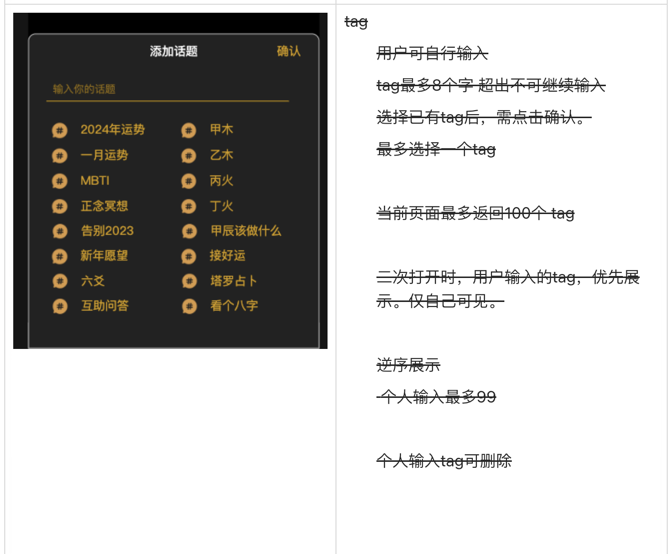 添加话题
确认
输入你的话题
2024年运势
甲木
一月运势
乙木
MBTI
丙火
正念冥想
丁火
告别2023
甲辰该做什么
新年愿望
接好运
六爻
塔罗占卜
互助问答
看个八字
tag
用户可自行输入
tag最多8个字 超出不可继续输入
选择已有tag后，需点击确认。
最多选择一个tag
当前页面最多返回100个 tag
二次打开时，用户输入的tag，优先展
示。仅自己可见。
逆序展示
个人输入最多99
个人输入tag可删除